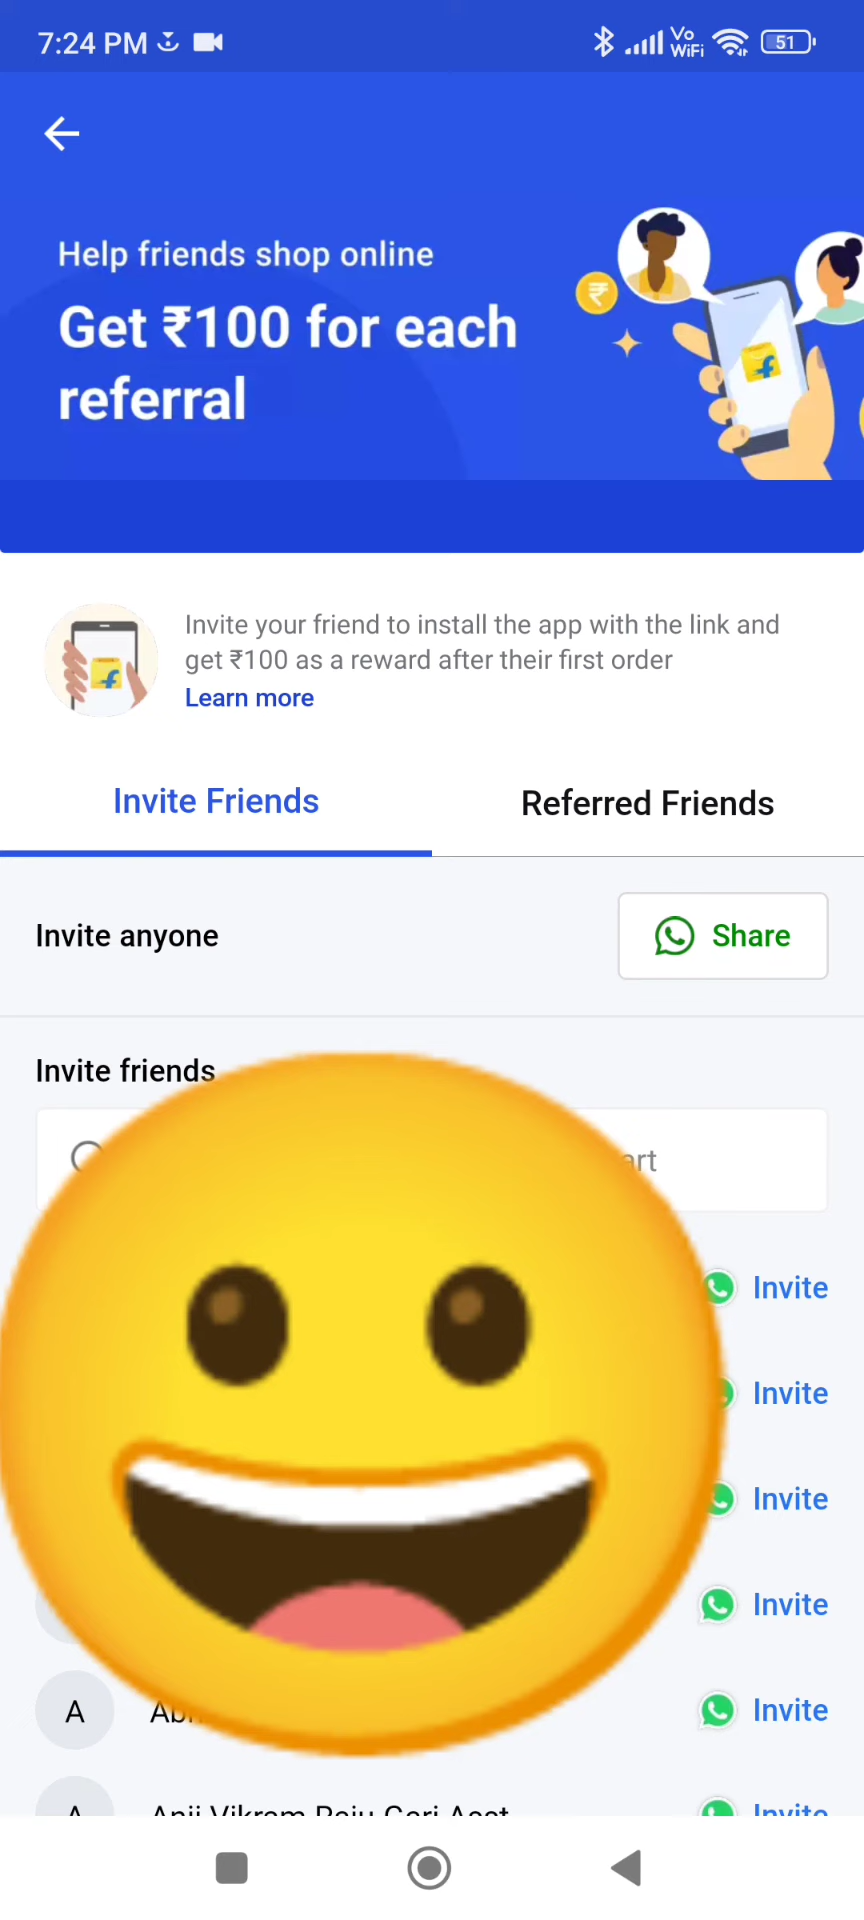 7:24 PM
Vo
WiFi
51
Help friends shop online
Get ₹100 for each
referral
Invite your friend to install the app with the link and
get ₹100 as a reward after their first order
Learn more
Invite Friends
Referred Friends
Invite anyone
Share
Invite friends
Invite
Invite
Invite
Invite
A
Invite